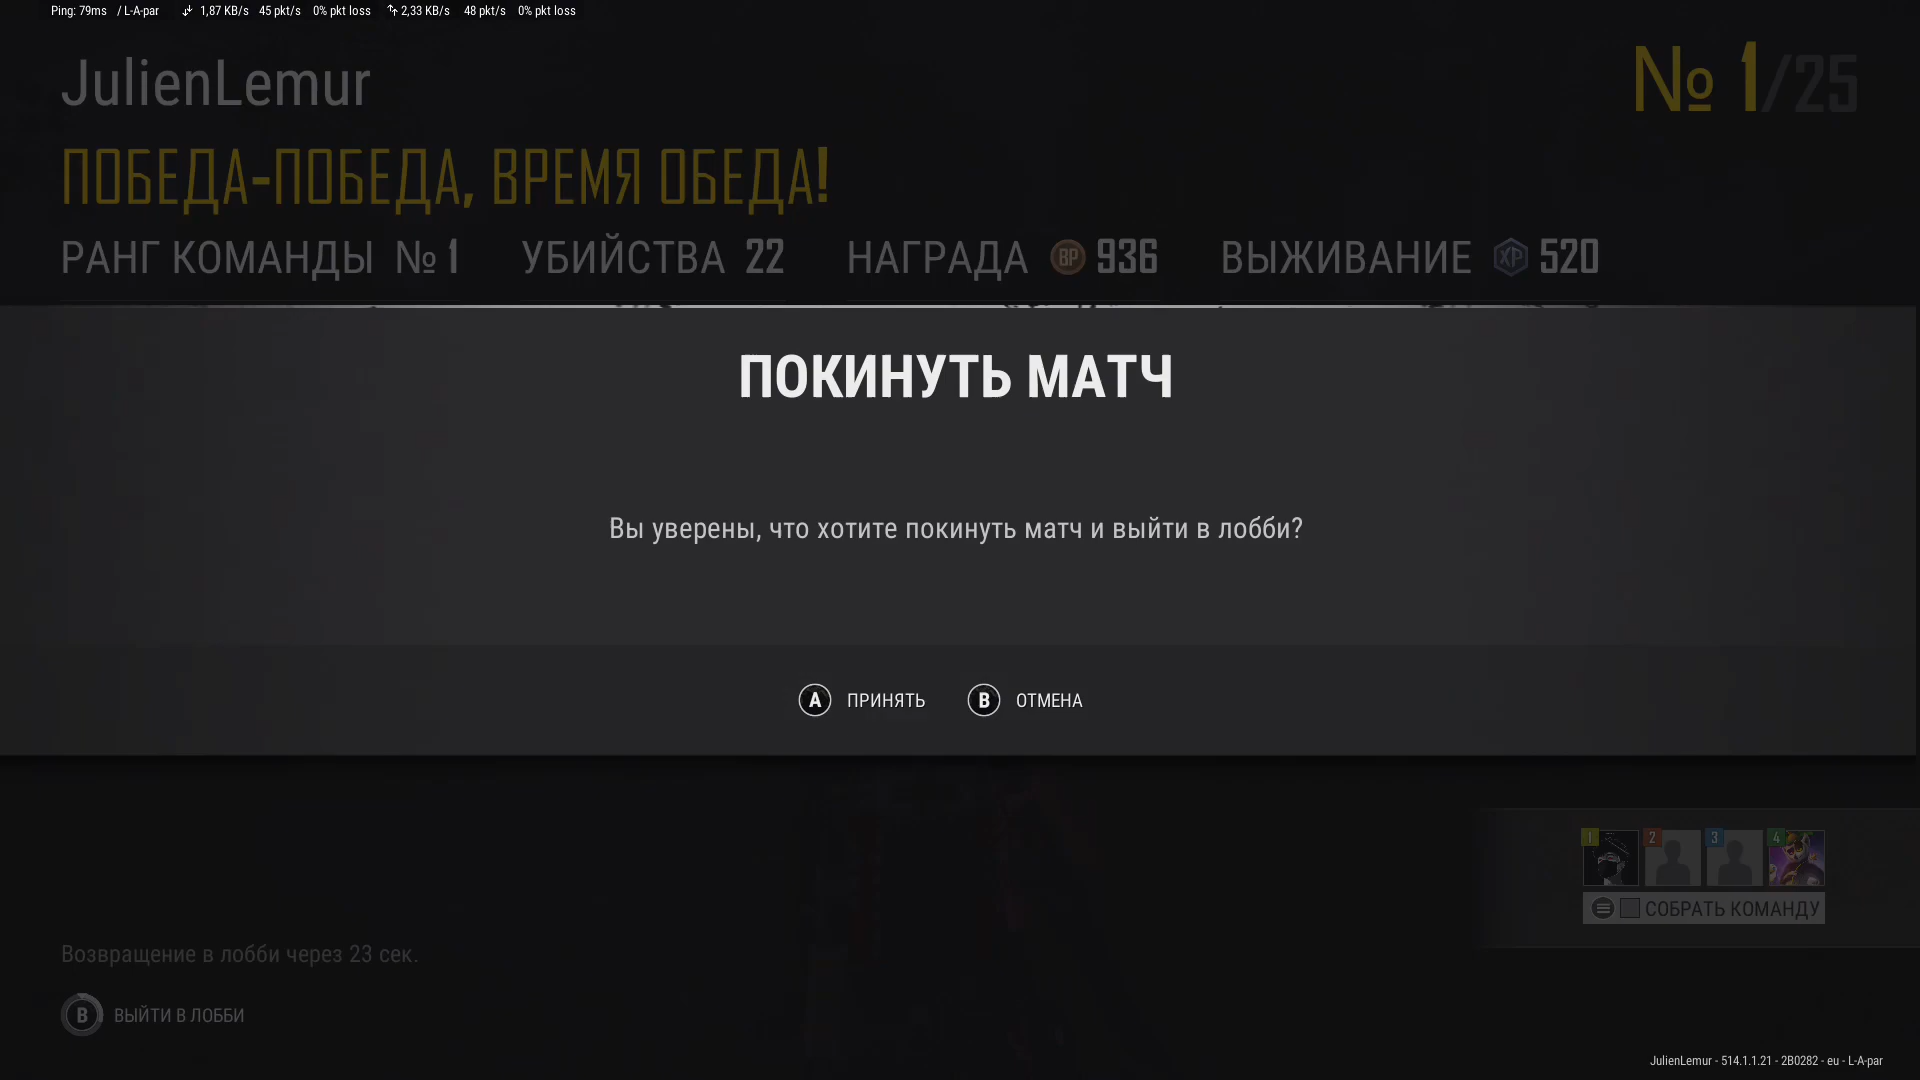 Ping: 79ms / L-A-par 1,87 KB/s 45 pkt/s 0% pkt loss 2,33 KB/s 48 pkt/s 0% pkt loss
JulienLemur
№ 1/25
ПОБЕДА-ПОБЕДА, ВРЕМЯ ОБЕДА!
РАНГ КОМАНДЫ № 1 УБИЙСТВА 22 НАГРАДА BP 936 ВЫЖИВАНИЕ XP 520
ПОКИНУТЬ МАТЧ
Вы уверены, что хотите покинуть матч и выйти в лобби?
A ПРИНЯТЬ B ОТМЕНА
1 2 3 4
СОБРАТЬ КОМАНДУ
Возвращение в лобби через 23 сек.
B ВЫЙТИ В ЛОББИ
JulienLemur - 514.1.1.21 - 2B0282 - eu - L-A-par